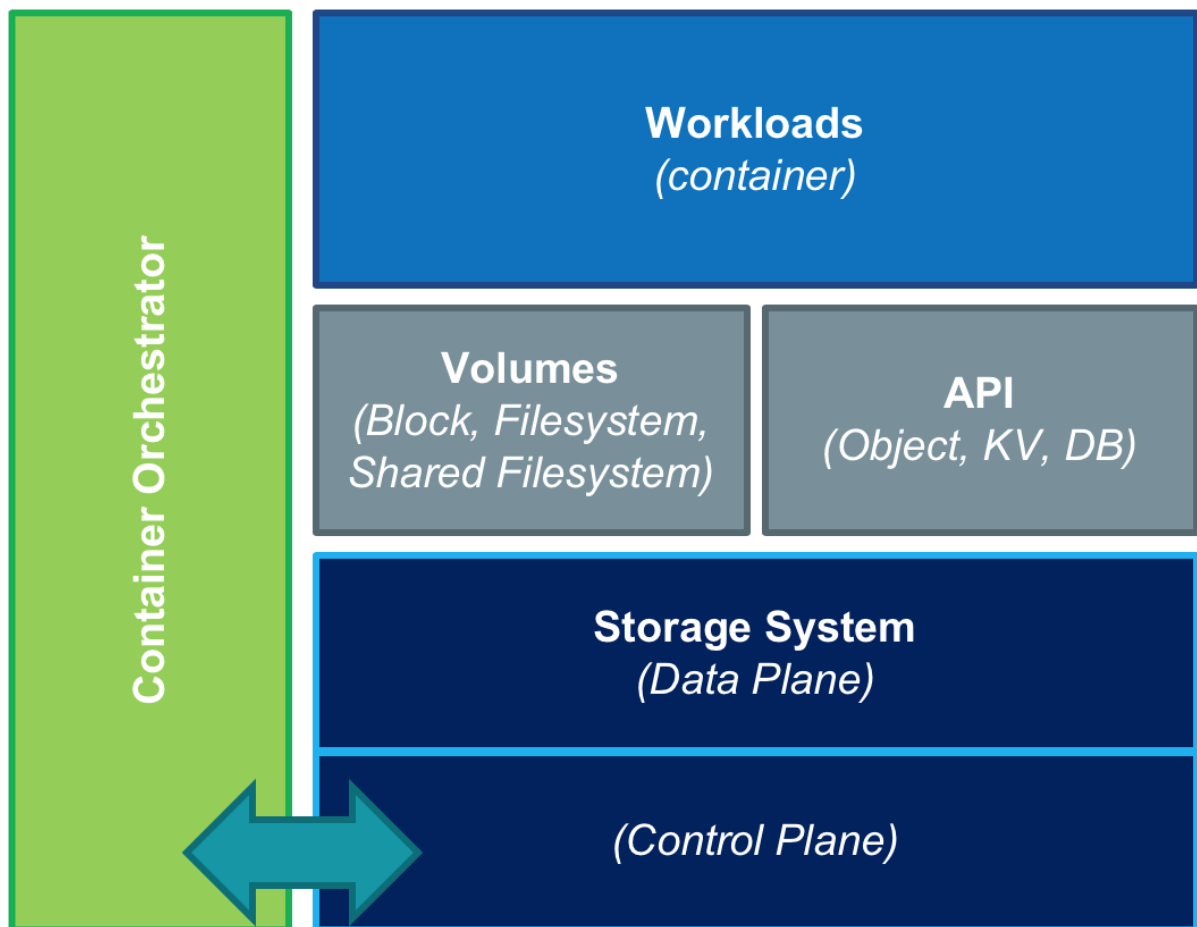 Container Orchestrator
Workloads
(container)
Volumes
(Block, Filesystem,
Shared Filesystem)
API
(Object, KV, DB)
Storage System
(Data Plane)
(Control Plane)